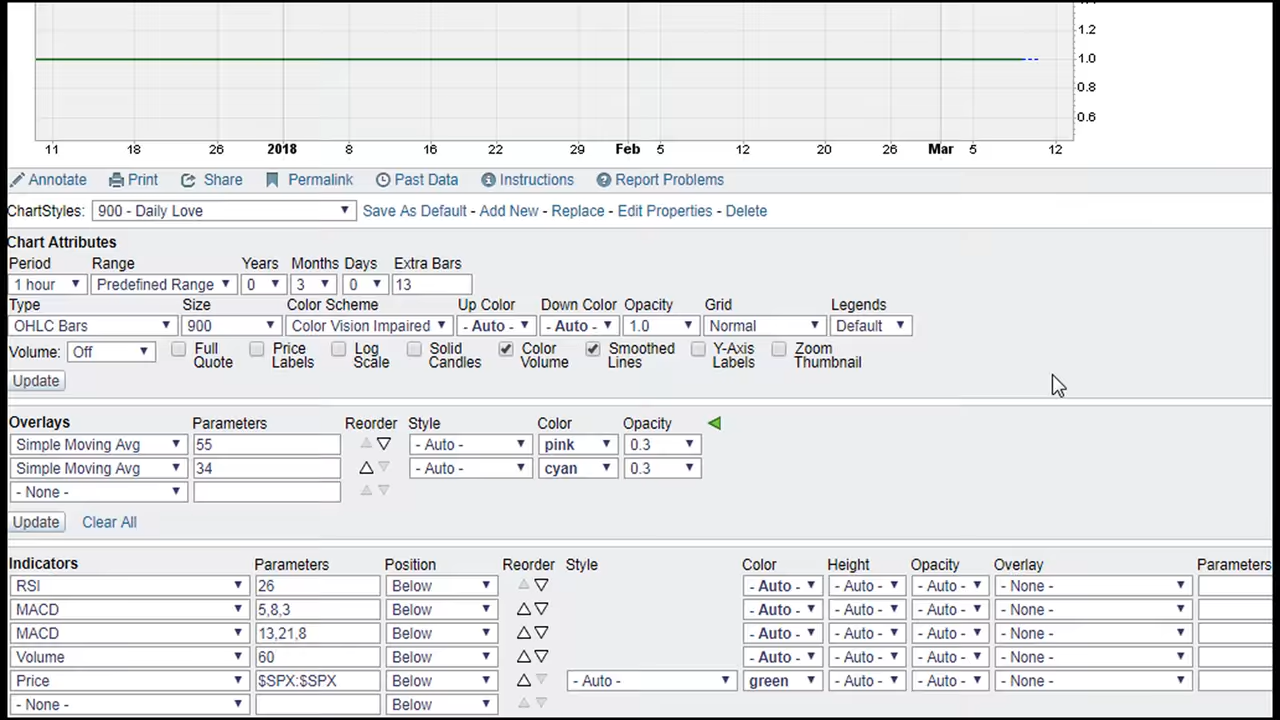 1.2
1.0
0.8
0.6
11 18 26 2018 8 16 22 29 Feb 5 12 20 26 Mar 5 12
Annotate Print Share Permalink Past Data Instructions Report Problems
ChartStyles: 900 - Daily Love Save As Default - Add New - Replace - Edit Properties - Delete
Chart Attributes
Period Range Years Months Days Extra Bars
1 hour Predefined Range 0 3 0 13
Type Size Color Scheme Up Color Down Color Opacity Grid Legends
OHLC Bars 900 Color Vision Impaired - Auto - - Auto - 1.0 Normal Default
Volume: Off Full Quote Price Labels Log Scale Solid Candles Color Volume Smoothed Lines Y-Axis Labels Zoom Thumbnail
Update
Overlays Parameters Reorder Style Color Opacity
Simple Moving Avg 55 - Auto - pink 0.3
Simple Moving Avg 34 - Auto - cyan 0.3
- None -
Update Clear All
Indicators Parameters Position Reorder Style Color Height Opacity Overlay Parameters
RSI 26 Below - Auto - - Auto - - Auto - - None -
MACD 5,8,3 Below - Auto - - Auto - - Auto - - None -
MACD 13,21,8 Below - Auto - - Auto - - Auto - - None -
Volume 60 Below - Auto - - Auto - - Auto - - None -
Price $SPX:$SPX Below - Auto - green - Auto - - Auto - - None -
- None - Below